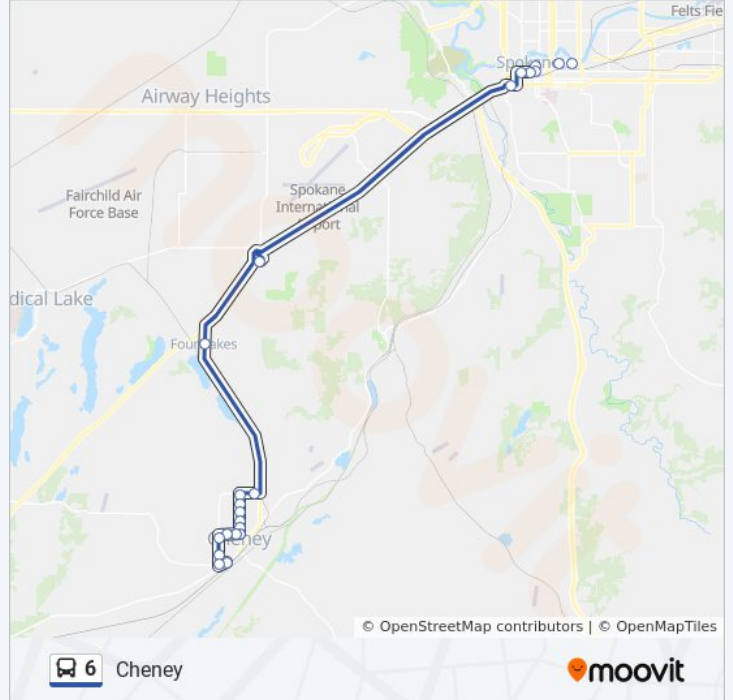 Felts Fie
Spokane
Airway Heights
Fairchild Air
Force Base
Spokane
International
Airport
dical Lake
Four Lakes
Cheney
© OpenStreetMap contributors | © OpenMapTiles
6 Cheney
moovit